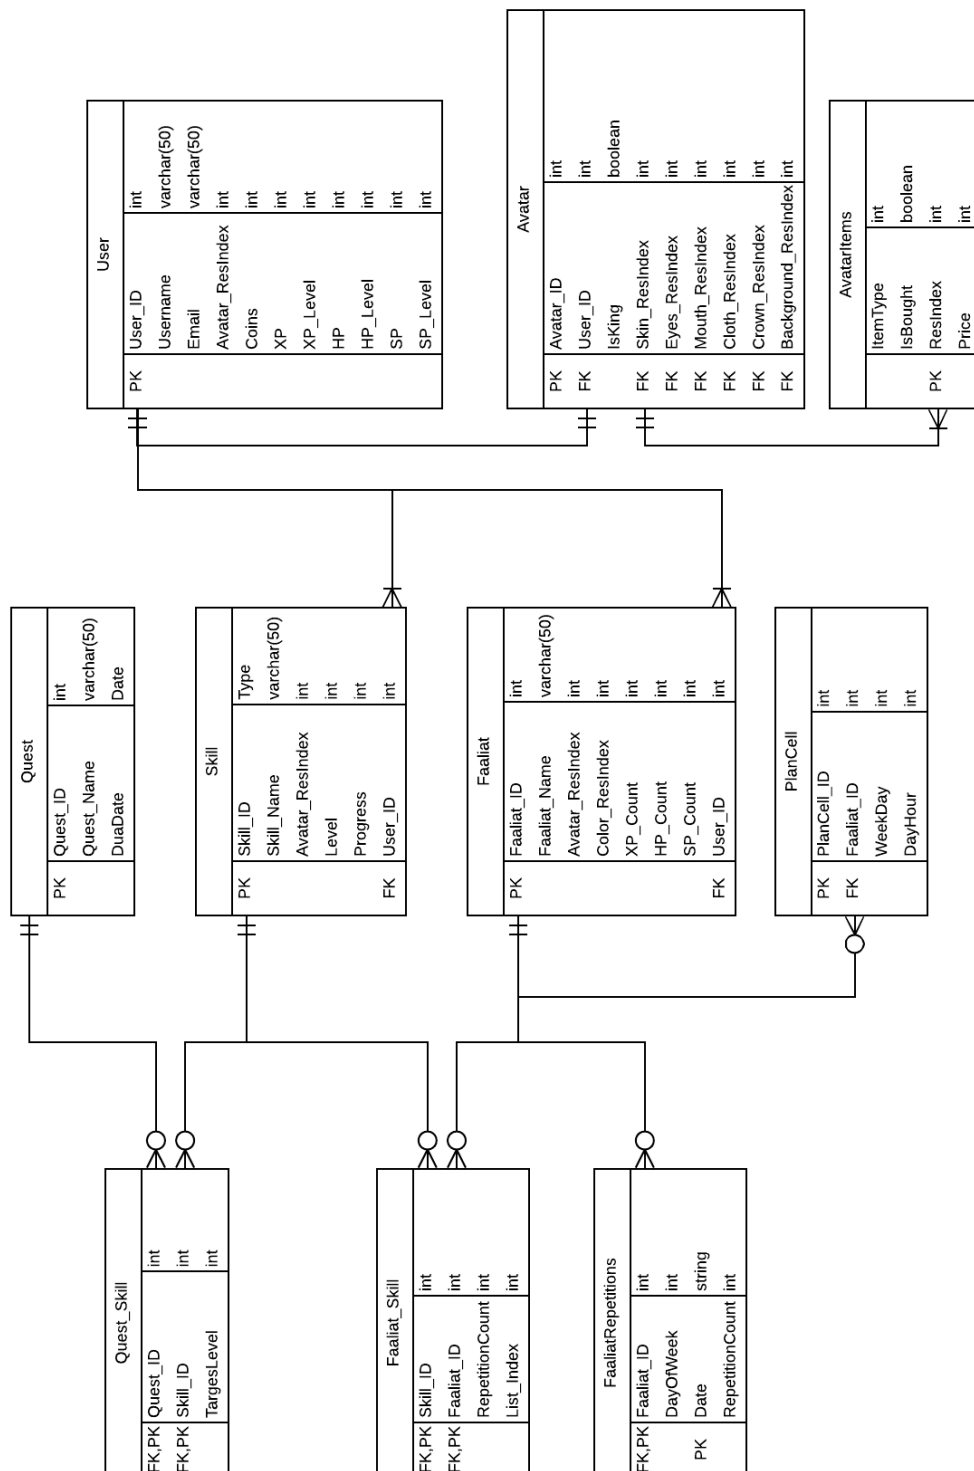 User
PK User_ID int
Username varchar(50)
Email varchar(50)
Avatar_ResIndex int
Coins int
XP int
XP_Level int
HP int
HP_Level int
SP int
SP_Level int
Avatar
PK Avatar_ID int
FK User_ID int
IsKing boolean
FK Skin_ResIndex int
FK Eyes_ResIndex int
FK Mouth_ResIndex int
FK Cloth_ResIndex int
FK Crown_ResIndex int
FK Background_ResIndex int
AvatarItems
ItemType int
IsBought boolean
PK ResIndex int
Price int
Quest
PK Quest_ID int
Quest_Name varchar(50)
DuaDate Date
Skill
PK Skill_ID Type
Skill_Name varchar(50)
Avatar_ResIndex int
Level int
Progress int
FK User_ID int
Faaliat
PK Faaliat_ID int
Faaliat_Name varchar(50)
Avatar_ResIndex int
Color_ResIndex int
XP_Count int
HP_Count int
SP_Count int
FK User_ID int
PlanCell
PK PlanCell_ID int
FK Faaliat_ID int
WeekDay int
DayHour int
Quest_Skill
FK,PK Quest_ID int
FK,PK Skill_ID int
TargesLevel int
Faaliat_Skill
FK,PK Skill_ID int
FK,PK Faaliat_ID int
RepetitionCount int
List_Index int
FaaliatRepetitions
FK,PK Faaliat_ID int
DayOfWeek int
PK Date string
RepetitionCount int